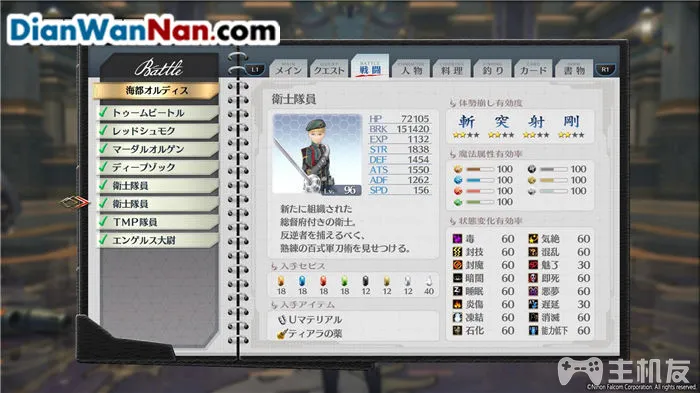 DianWanNan.com
Battle
海都オルディス
トゥームビートル
レッドシュモク
マーダルオルゲン
ディープゾック
衛士隊員
衛士隊員
TMP隊員
エンゲルス大尉
L1
メイン
クエスト
BATTLE
戦闘
人物
料理
釣り
カード
書物
R1
衛士隊員
HP 72105
BRK 151420
EXP 1132
STR 1838
DEF 1454
ATS 1550
ADF 1262
SPD 156
Lv. 96
新たに組織された
総督府付きの衛士。
反逆者を捕えるべく、
熟練の百式軍刀術を見せつける。
入手セピス
18 18 18 18 12 12 12 40
入手アイテム
Uマテリアル
ティアラの薬
体勢崩し有効度
斬 突 射 剛
魔法属性有効率
100 100
100 100
100 100
100
状態変化有効率
毒 60 気絶 60
封技 60 混乱 60
封魔 60 魅了 30
暗闇 60 即死 60
睡眠 60 悪夢 60
炎傷 60 遅延 30
凍結 60 消滅 60
石化 60 能力低下 60
主机友
©Nihon Falcom Corporation. All rights reserved.